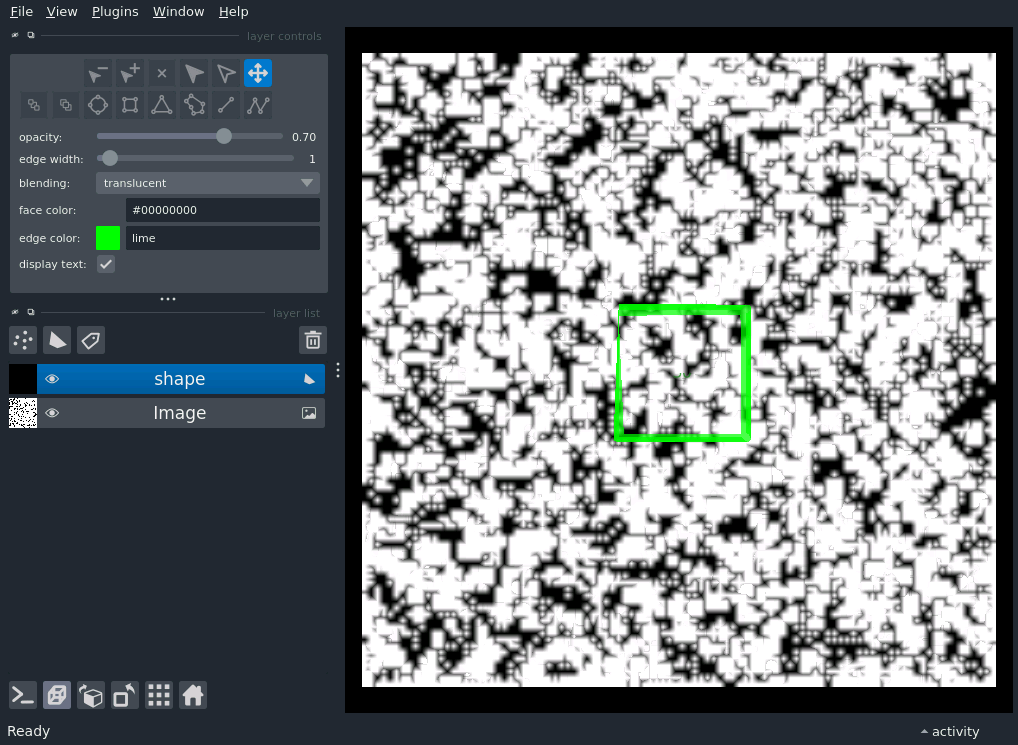 File View Plugins Window Help
layer controls
opacity: 0.70
edge width: 1
blending: translucent
face color: #00000000
edge color: lime
display text:
layer list
shape
Image
Ready
activity